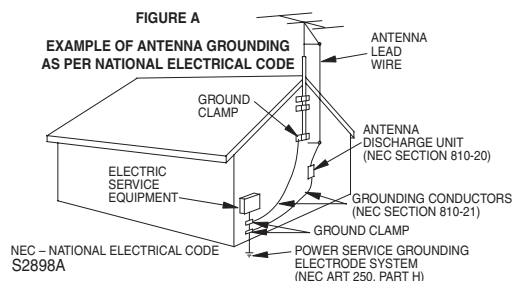 FIGURE A
EXAMPLE OF ANTENNA GROUNDING
AS PER NATIONAL ELECTRICAL CODE
ANTENNA
LEAD
WIRE
GROUND
CLAMP
ANTENNA
DISCHARGE UNIT
(NEC SECTION 810-20)
ELECTRIC
SERVICE
EQUIPMENT
GROUNDING CONDUCTORS
(NEC SECTION 810-21)
GROUND CLAMP
POWER SERVICE GROUNDING
ELECTRODE SYSTEM
(NEC ART 250, PART H)
NEC – NATIONAL ELECTRICAL CODE
S2898A